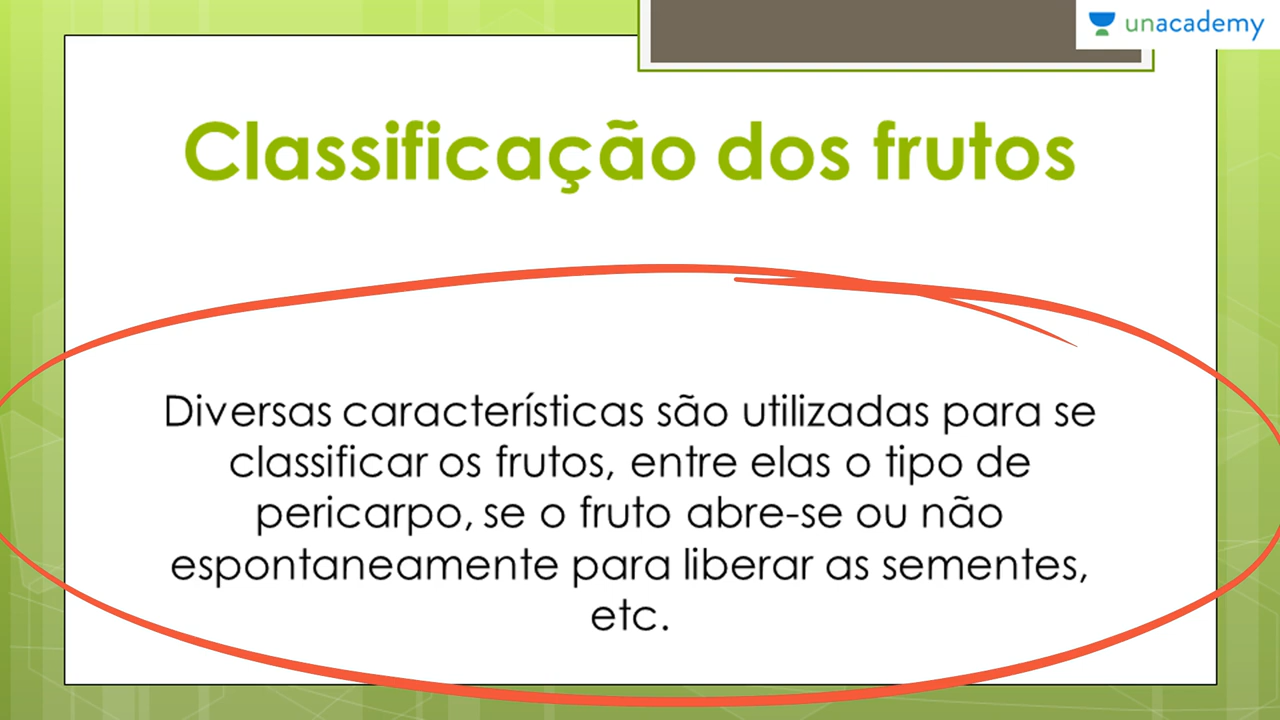 unacademy
Classificação dos frutos
Diversas características são utilizadas para se
classificar os frutos, entre elas o tipo de
pericarpo, se o fruto abre-se ou não
espontaneamente para liberar as sementes,
etc.